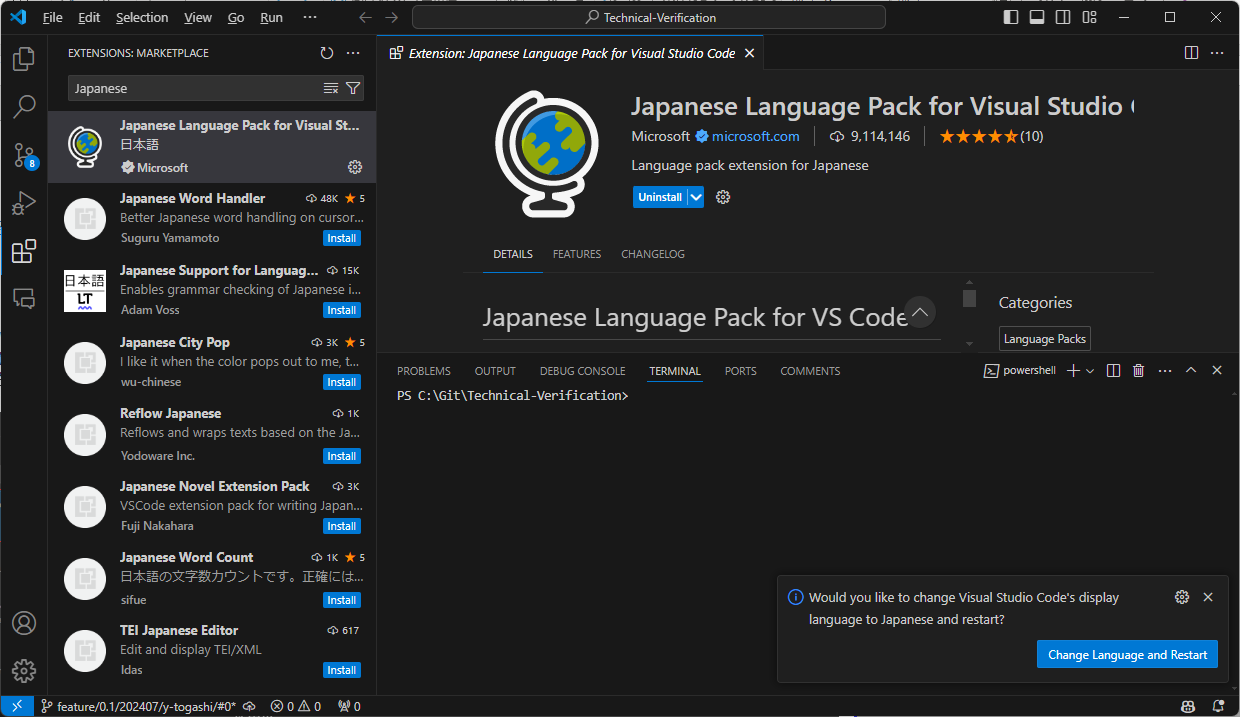 File Edit Selection View Go Run ··· Technical-Verification
EXTENSIONS: MARKETPLACE
Japanese
Japanese Language Pack for Visual St...
日本語
Microsoft
Japanese Word Handler 48K 5
Better Japanese word handling on cursor...
Suguru Yamamoto Install
日本語
LT
Japanese Support for Languag... 15K
Enables grammar checking of Japanese i...
Adam Voss Install
Japanese City Pop 3K 5
I like it when the color pops out to me, t...
wu-chinese Install
Reflow Japanese 1K
Reflows and wraps texts based on the Ja...
Yodoware Inc. Install
Japanese Novel Extension Pack 3K
VSCode extension pack for writing Japan...
Fuji Nakahara Install
Japanese Word Count 1K 5
日本語の文字数カウントです。正確には...
sifue Install
TEI Japanese Editor 617
Edit and display TEI/XML
ldas Install
8
Extension: Japanese Language Pack for Visual Studio Code
Japanese Language Pack for Visual Studio
Microsoft microsoft.com 9,114,146 (10)
Language pack extension for Japanese
Uninstall
DETAILS FEATURES CHANGELOG
Japanese Language Pack for VS Code
Categories
Language Packs
PROBLEMS OUTPUT DEBUG CONSOLE TERMINAL PORTS COMMENTS powershell
PS C:\Git\Technical-Verification>
Would you like to change Visual Studio Code's display
language to Japanese and restart?
Change Language and Restart
feature/0.1/202407/y-togashi/#0* 0 0 0